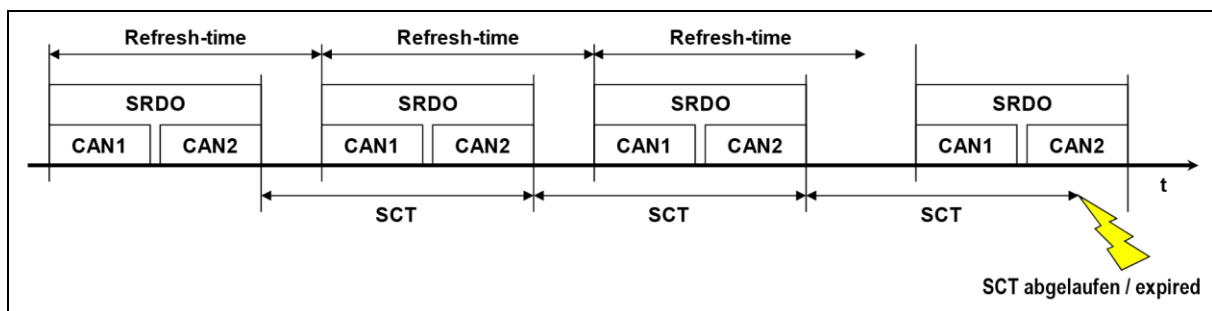 Refresh-time Refresh-time Refresh-time
SRDO SRDO SRDO SRDO
CAN1 CAN2 CAN1 CAN2 CAN1 CAN2 CAN1 CAN2
t
SCT SCT SCT
SCT abgelaufen / expired